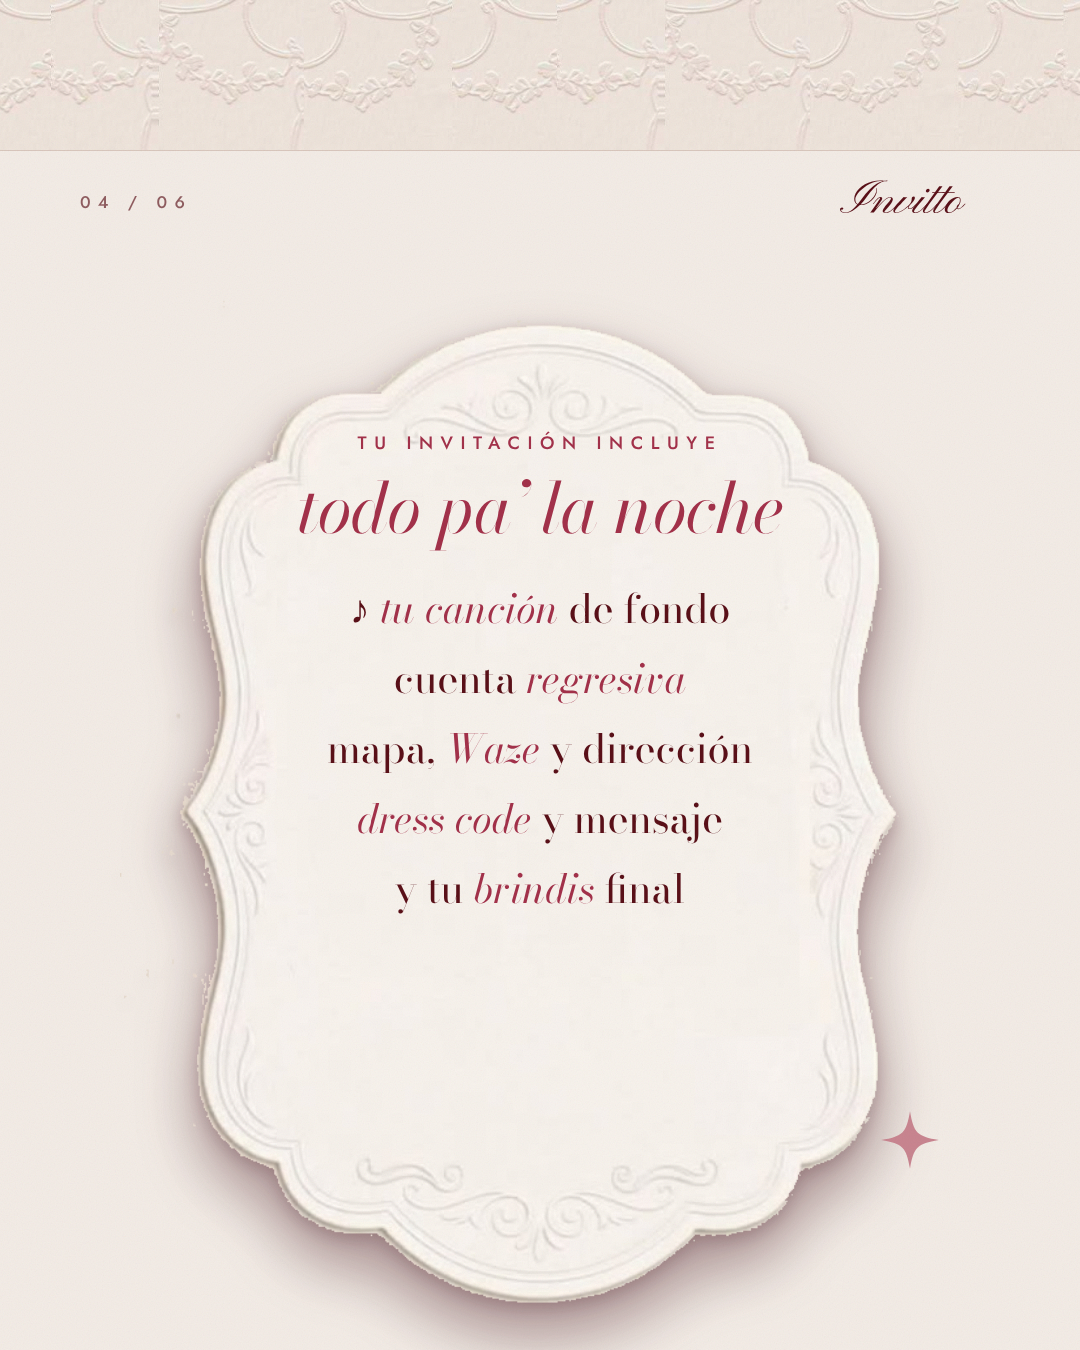 04 / 06
Invitto
TU INVITACIÓN INCLUYE
todo pa’ la noche
♪ tu canción de fondo
cuenta regresiva
mapa, Waze y dirección
dress code y mensaje
y tu brindis final